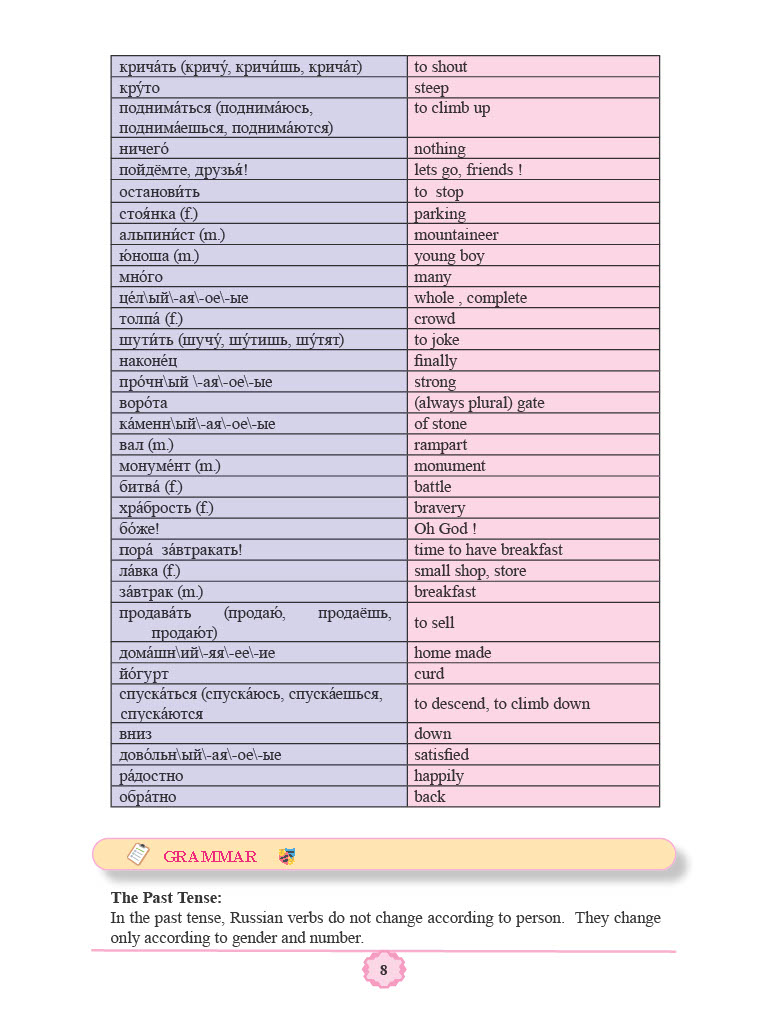 крича́ть (кричу́, кричи́шь, крича́т) to shout
кру́то steep
поднима́ться (поднима́юсь, to climb up
поднима́ешься, поднима́ются)
ничего́ nothing
пойдёмте, друзья́! lets go, friends !
останови́ть to stop
стоя́нка (f.) parking
альпини́ст (m.) mountaineer
ю́ноша (m.) young boy
мно́го many
це́л\ый\-ая\-ое\-ые whole , complete
толпа́ (f.) crowd
шути́ть (шучу́, шу́тишь, шу́тят) to joke
наконе́ц finally
про́чн\ый \-ая\-ое\-ые strong
воро́та (always plural) gate
ка́менн\ый\-ая\-ое\-ые of stone
вал (m.) rampart
монуме́нт (m.) monument
битва́ (f.) battle
хра́брость (f.) bravery
бо́же! Oh God !
пора́ за́втракать! time to have breakfast
ла́вка (f.) small shop, store
за́втрак (m.) breakfast
продава́ть (продаю́, продаёшь,
продаю́т) to sell
дома́шн\ий\-яя\-ее\-ие home made
йо́гурт curd
спуска́ться (спуска́юсь, спуска́ешься,
спуска́ются to descend, to climb down
вниз down
дово́льн\ый\-ая\-ое\-ые satisfied
ра́достно happily
обра́тно back
GRAMMAR
The Past Tense:
In the past tense, Russian verbs do not change according to person. They change
only according to gender and number.
8